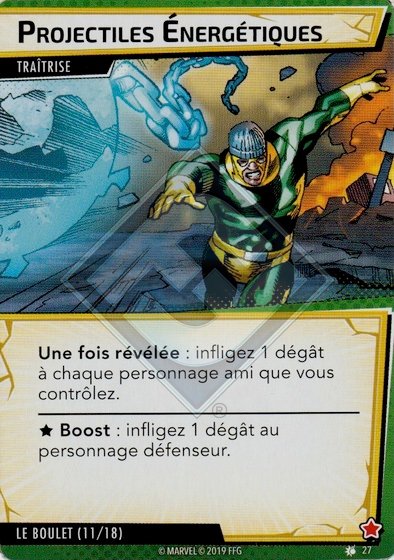 Projectiles Énergétiques
TRAÎTRISE
Une fois révélée : infligez 1 dégât
à chaque personnage ami que vous
contrôlez.
★ Boost : infligez 1 dégât au
personnage défenseur.
®
LE BOULET (11/18)
© MARVEL © 2019 FFG
27